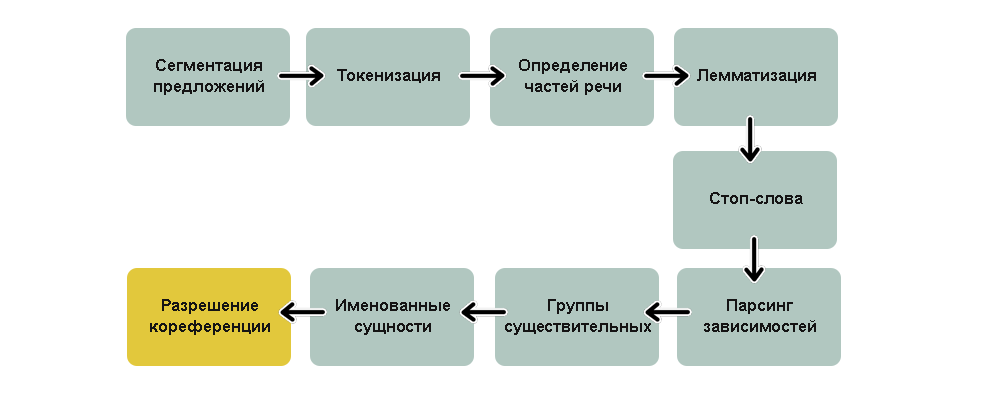 Сегментация
предложений
Токенизация
Определение
частей речи
Лемматизация
Стоп-слова
Парсинг
зависимостей
Группы
существительных
Именованные
сущности
Разрешение
кореференции